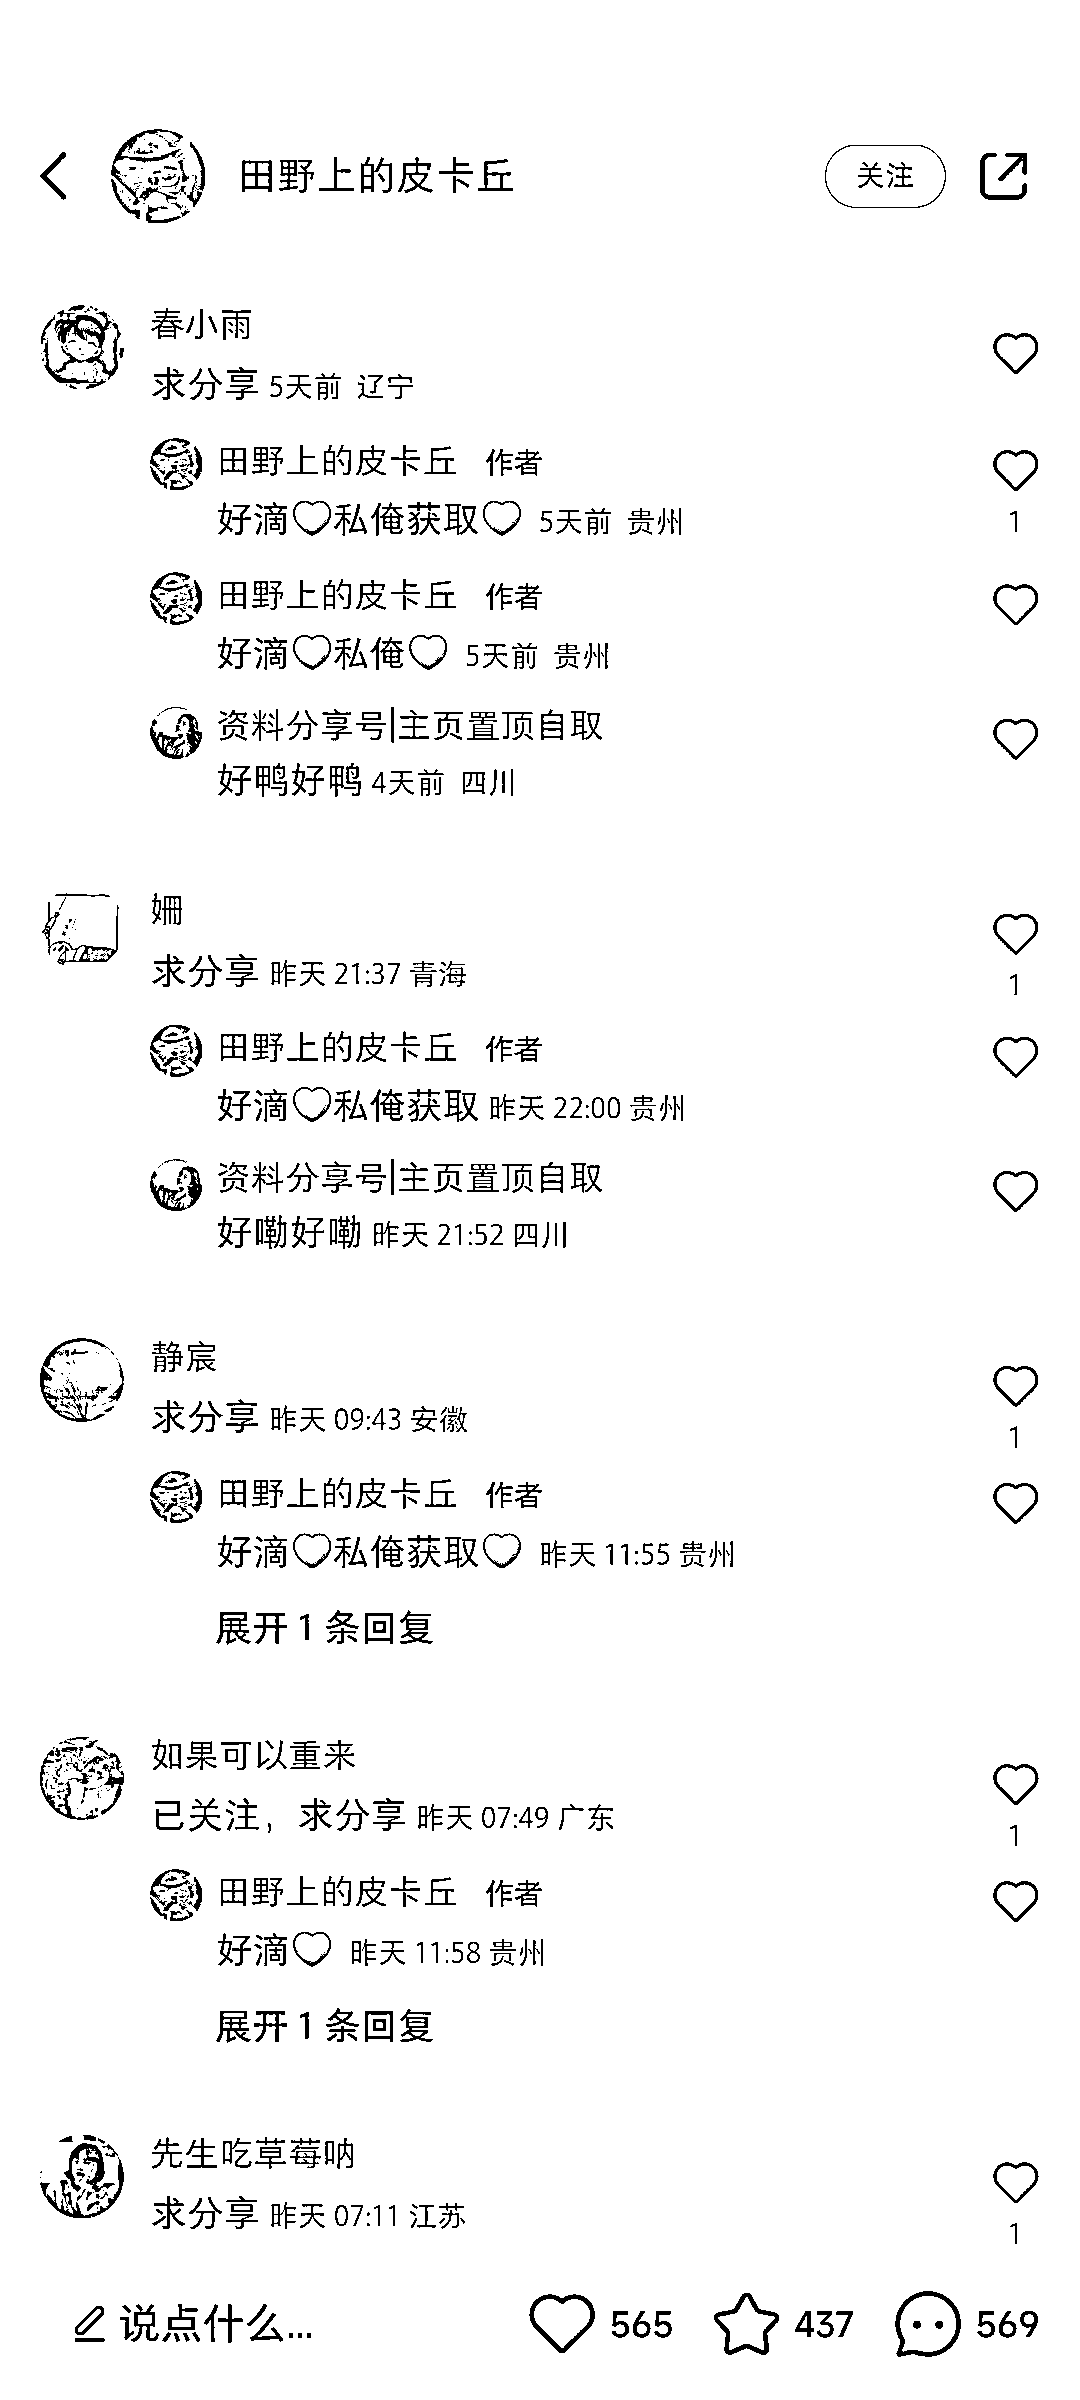 田野上的皮卡丘 关注
春小雨
求分享 5天前 辽宁
田野上的皮卡丘 作者
好滴♡私俺获取♡ 5天前 贵州
1
田野上的皮卡丘 作者
好滴♡私俺♡ 5天前 贵州
资料分享号|主页置顶自取
好鸭好鸭 4天前 四川
姗
求分享 昨天 21:37 青海
1
田野上的皮卡丘 作者
好滴♡私俺获取 昨天 22:00 贵州
资料分享号|主页置顶自取
好嘞好嘞 昨天 21:52 四川
静宸
求分享 昨天 09:43 安徽
1
田野上的皮卡丘 作者
好滴♡私俺获取♡ 昨天 11:55 贵州
展开 1 条回复
如果可以重来
已关注，求分享 昨天 07:49 广东
1
田野上的皮卡丘 作者
好滴♡ 昨天 11:58 贵州
展开 1 条回复
先生吃草莓呐
求分享 昨天 07:11 江苏
1
说点什么... 565 437 569